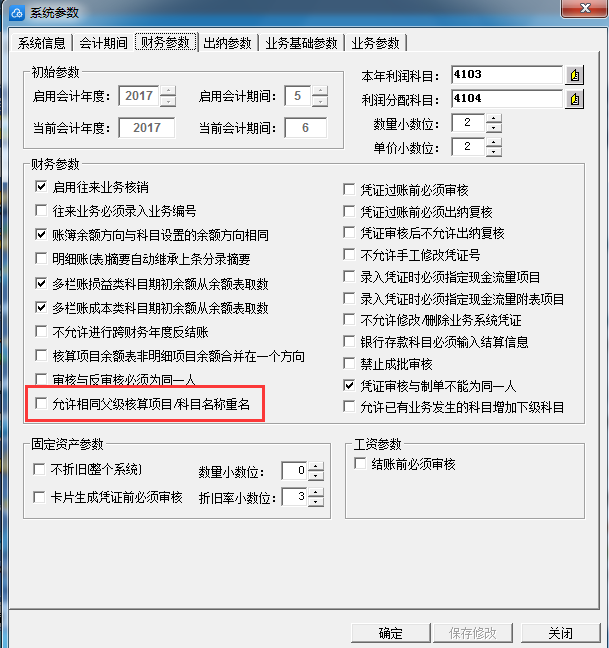 系统参数
系统信息 会计期间 财务参数 出纳参数 业务基础参数 业务参数
初始参数
启用会计年度： 2017 启用会计期间： 5
当前会计年度： 2017 当前会计期间： 6
本年利润科目： 4103
利润分配科目： 4104
数量小数位： 2
单价小数位： 2
财务参数
启用往来业务核销
往来业务必须录入业务编号
账簿余额方向与科目设置的余额方向相同
明细账(表)摘要自动继承上条分录摘要
多栏账损益类科目期初余额从余额表取数
多栏账成本类科目期初余额从余额表取数
不允许进行跨财务年度反结账
核算项目余额表非明细项目余额合并在一个方向
审核与反审核必须为同一人
允许相同父级核算项目/科目名称重名
凭证过账前必须审核
凭证过账前必须出纳复核
凭证审核后不允许出纳复核
不允许手工修改凭证号
录入凭证时必须指定现金流量项目
录入凭证时必须指定现金流量附表项目
不允许修改/删除业务系统凭证
银行存款科目必须输入结算信息
禁止成批审核
凭证审核与制单不能为同一人
允许已有业务发生的科目增加下级科目
固定资产参数
不折旧(整个系统) 数量小数位： 0
卡片生成凭证前必须审核 折旧率小数位： 3
工资参数
结账前必须审核
确定 保存修改 关闭